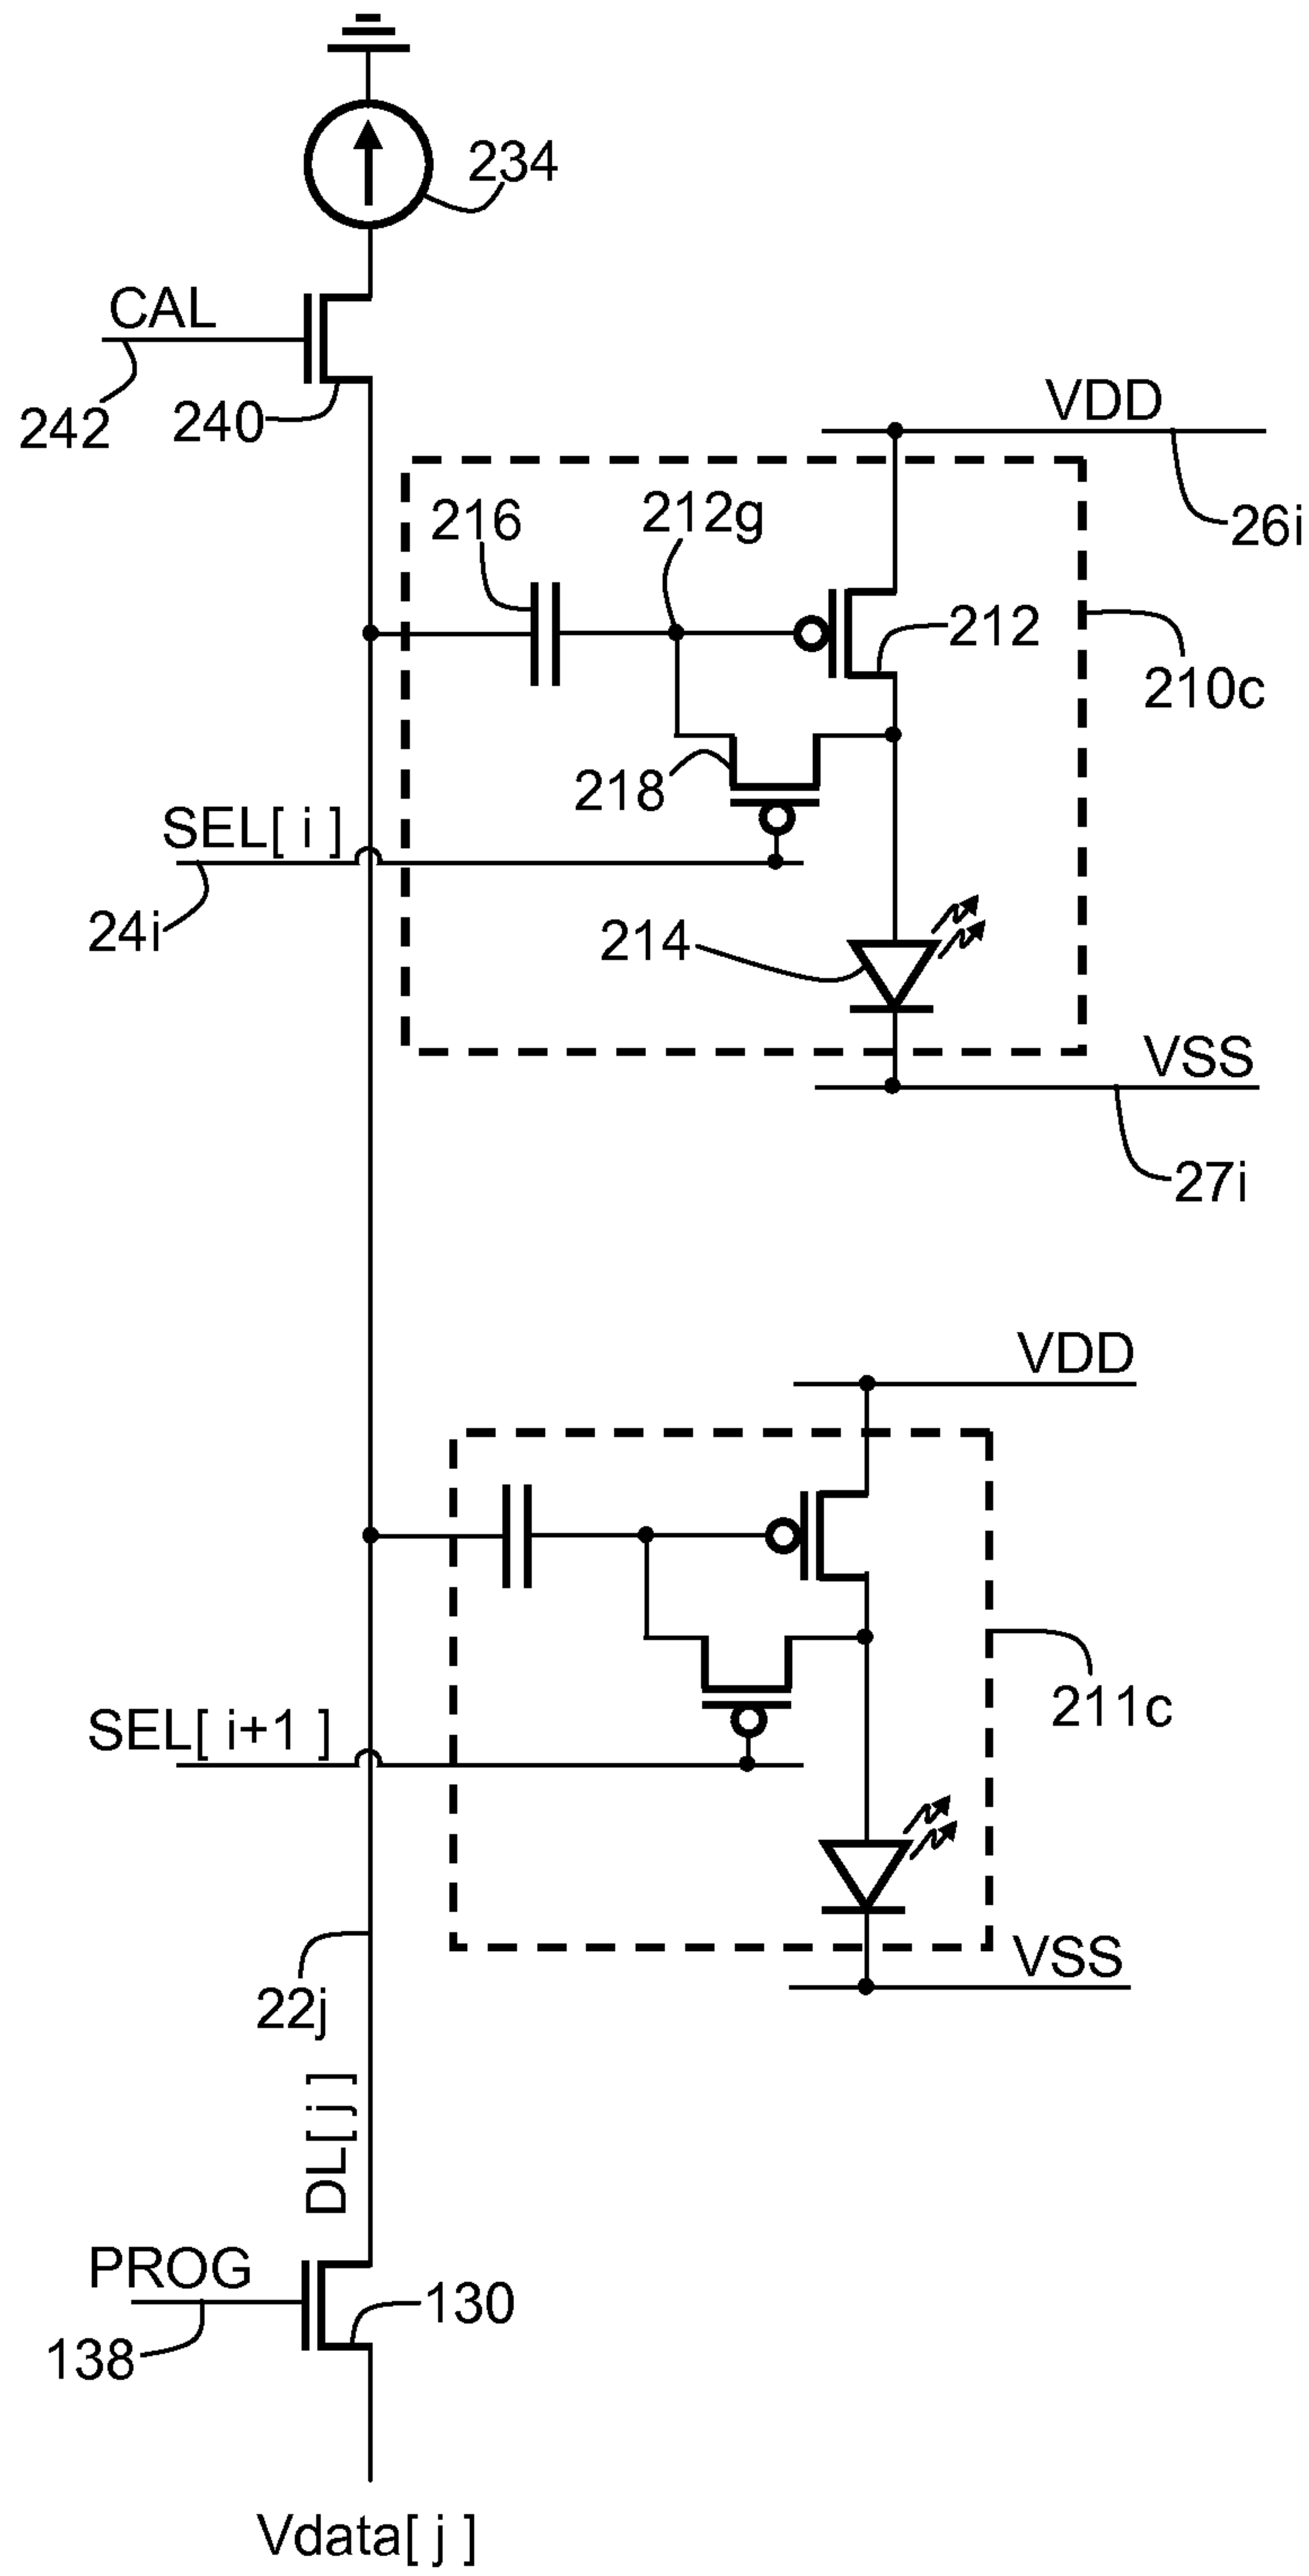 234
CAL
242
240
VDD
26i
216
212g
212
210c
218
SEL[ i ]
24i
214
VSS
27i
VDD
211c
SEL[ i+1 ]
VSS
22j
DL[ j ]
PROG
138
130
Vdata[ j ]